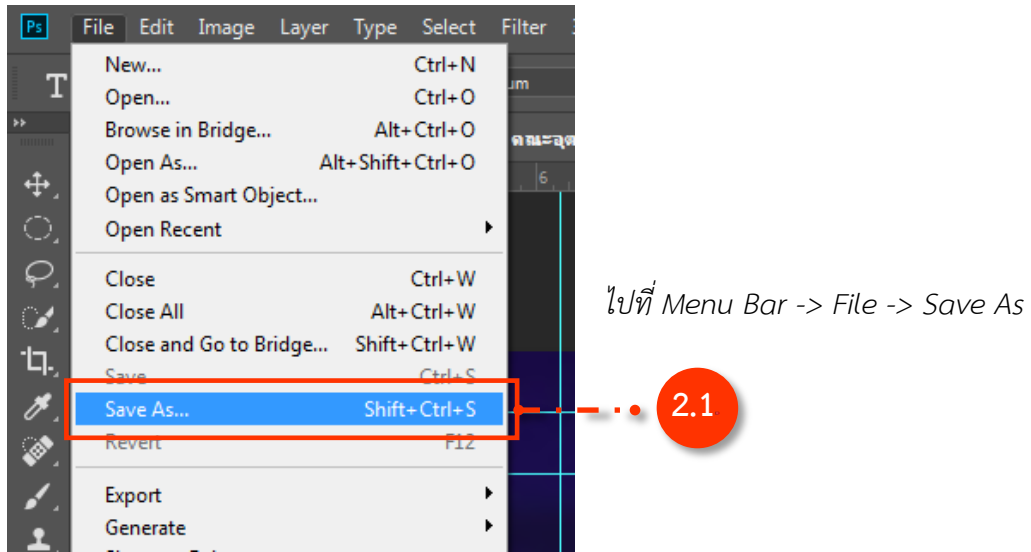 Ps File Edit Image Layer Type Select Filter
T
New... Ctrl+N
Open... Ctrl+O
Browse in Bridge... Alt+Ctrl+O
Open As... Alt+Shift+Ctrl+O
6
Open as Smart Object...
Open Recent
Close Ctrl+W
Close All Alt+Ctrl+W
ไปที่ Menu Bar -> File -> Save As
Close and Go to Bridge... Shift+Ctrl+W
Save Ctrl+S
Save As... Shift+Ctrl+S
2.1
Revert F12
Export
Generate